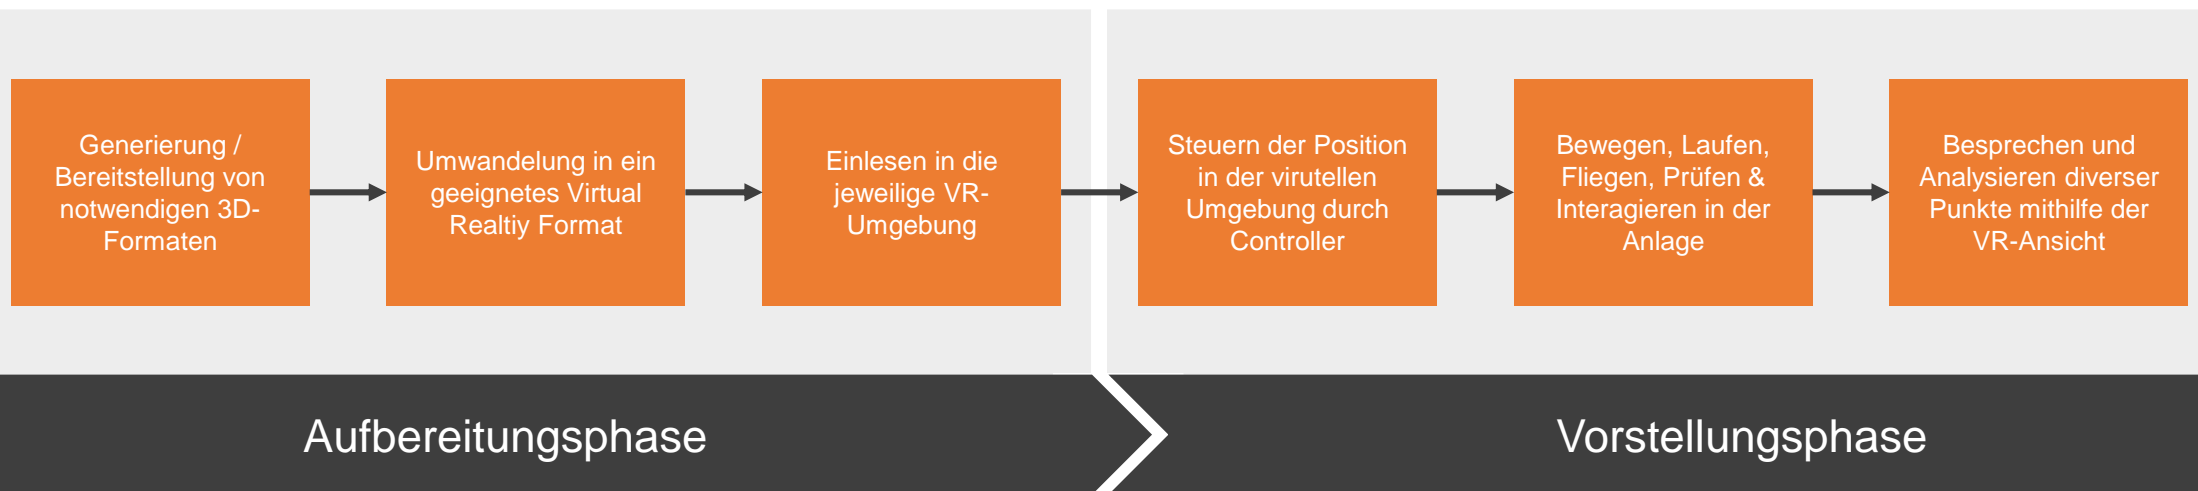 Generierung /
Bereitstellung von
notwendigen 3D-
Formaten
Umwandelung in ein
geeignetes Virtual
Realtiy Format
Einlesen in die
jeweilige VR-
Umgebung
Steuern der Position
in der virutellen
Umgebung durch
Controller
Bewegen, Laufen,
Fliegen, Prüfen &
Interagieren in der
Anlage
Besprechen und
Analysieren diverser
Punkte mithilfe der
VR-Ansicht
Aufbereitungsphase
Vorstellungsphase